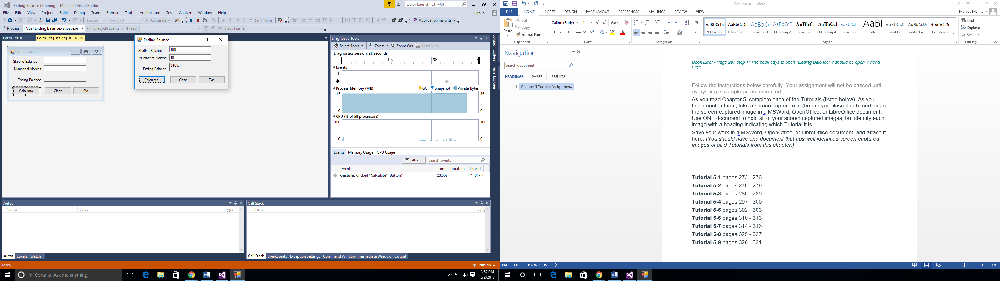 Ending Balance (Running) - Microsoft Visual Studio
Quick Launch (Ctrl+Q)
File Edit View Project Build Debug Team Format Tools Architecture Test Analyze Window Help
Sign in
Debug Any CPU Continue Code Map Application Insights
Process: [7732] Ending Balance.vshost.exe Lifecycle Events Thread: Stack Frame:
Form1.cs Form1.cs [Design]
Ending Balance
Starting Balance:
Number of Months:
Ending Balance:
Calculate Clear Exit
Ending Balance
Starting Balance: 100
Number of Months: 10
Ending Balance: $105.11
Calculate Clear Exit
Diagnostic Tools
Select Tools Zoom In Zoom Out Reset View
Diagnostics session: 28 seconds
10s 20s 3
Events
Process Memory (MB) GC Snapshot Private Bytes
15 15
0 0
CPU (% of all processors)
100 100
0 0
Events Memory Usage CPU Usage
Filter Search Events
Event Time Duration Thread
Gesture: Clicked "Calculate" (Button) 23.50s [7148]
Solution Explorer
Team Explorer
Autos
Name Value Type
Autos Locals Watch 1
Call Stack
Name Lang
Call Stack Breakpoints Exception Settings Command Window Immediate Window Output
Ready
Publish
I'm Cortana. Ask me anything.
3:57 PM
5/2/2017
Document1 - Word
FILE HOME INSERT DESIGN PAGE LAYOUT REFERENCES MAILINGS REVIEW VIEW
Melissa Meline
Paste
Cut
Copy
Format Painter
Clipboard
Calibri (Body) 11
Font
Paragraph
AaBbCcDc AaBbCcDc AaBbCc AaBbCcD AaBbC AaBbCcl AaBbCcDc AaBl AaBbCcD AaBbCcDc AaBbCcDc
¶ Normal ¶ No Spac... Heading 1 Heading 2 Heading 3 Heading 4 Heading 5 Title Subtitle Subtle Em... Emphasis
Styles
Find
Replace
Select
Editing
Navigation
Search document
HEADINGS PAGES RESULTS
Chapter 5 Tutorial Assignmen...
Book Error - Page 297 step 1: The book says to open "Ending Balance" it should be open "Friend
File"
Follow the instructions below carefully. Your assignment will not be passed until
everything is completed as instructed.
As you read Chapter 5, complete each of the Tutorials (listed below). As you
finish each tutorial, take a screen capture of it (before you close it out), and paste
the screen-captured image in a MSWord, OpenOffice, or LibreOffice document.
Use ONE document to hold all of your screen captured images, but identify each
image with a heading indicating which Tutorial it is.
Save your work in a MSWord, OpenOffice, or LibreOffice document, and attach it
here. (You should have one document that has well identified screen-captured
images of all 9 Tutorials from this chapter.)
Tutorial 5-1 pages 273 - 276
Tutorial 5-2 pages 276 - 279
Tutorial 5-3 pages 286 - 289
Tutorial 5-4 pages 297 - 300
Tutorial 5-5 pages 302 - 303
Tutorial 5-6 pages 310 - 313
Tutorial 5-7 pages 314 - 316
Tutorial 5-8 pages 325 - 327
Tutorial 5-9 pages 329 - 331
PAGE 1 OF 1 196 WORDS
100%